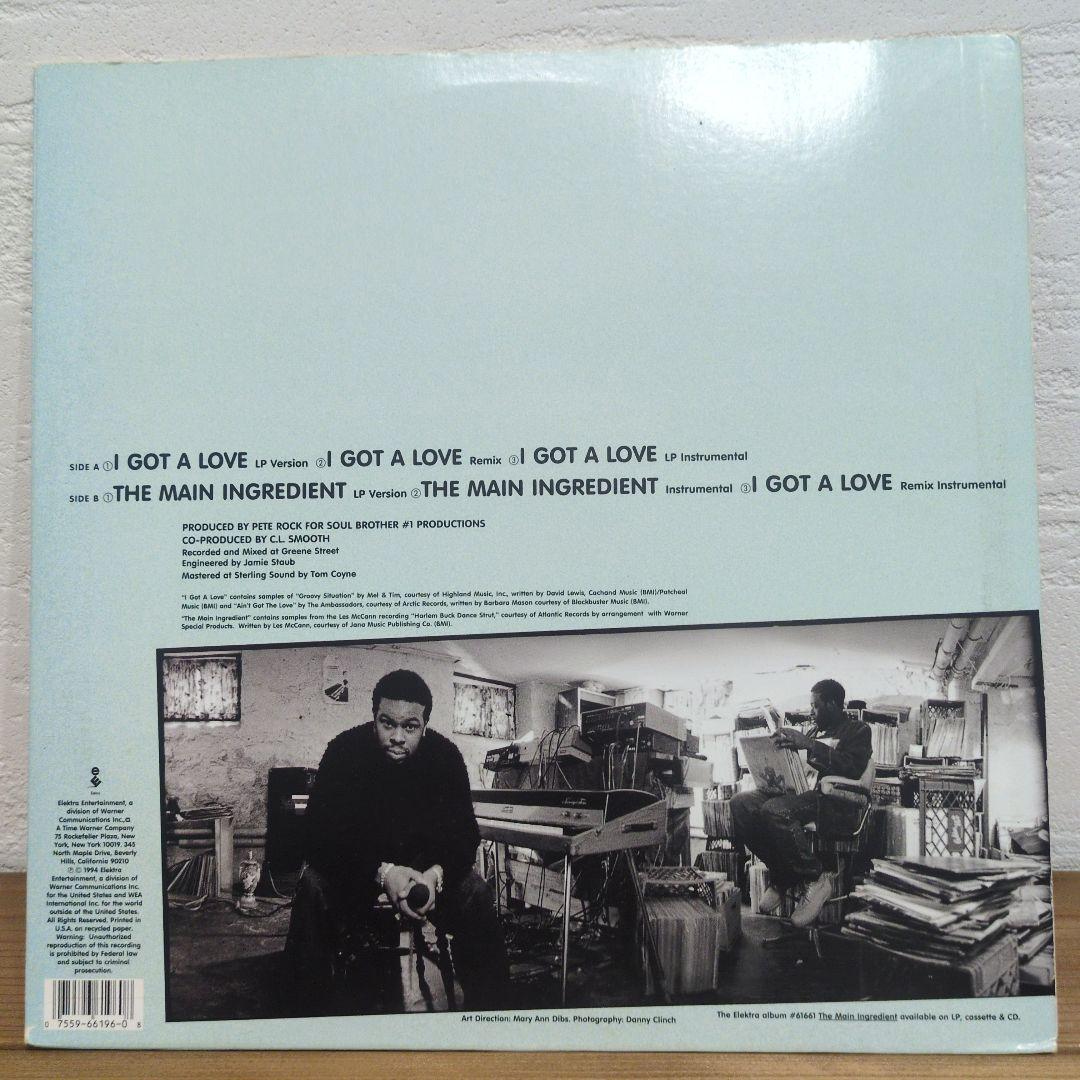 SIDE A ①I GOT A LOVE LP Version ②I GOT A LOVE Remix ③I GOT A LOVE LP Instrumental
SIDE B ①THE MAIN INGREDIENT LP Version ②THE MAIN INGREDIENT Instrumental ③I GOT A LOVE Remix Instrumental
PRODUCED BY PETE ROCK FOR SOUL BROTHER #1 PRODUCTIONS
CO-PRODUCED BY C.L. SMOOTH
Recorded and Mixed at Greene Street
Engineered by Jamie Staub
Mastered at Sterling Sound by Tom Coyne
"I Got A Love" contains samples of "Groovy Situation" by Mel & Tim, courtesy of Highland Music, Inc., written by David Lewis, Cachand Music (BMI)/Patcheal
Music (BMI) and "Ain't Got The Love" by The Ambassadors, courtesy of Arctic Records, written by Barbara Mason courtesy of Blockbuster Music (BMI).
"The Main Ingredient" contains samples from the Les McCann recording "Harlem Buck Dance Strut," courtesy of Atlantic Records by arrangement with Warner
Special Products. Written by Les McCann, courtesy of Jana Music Publishing Co. (BMI).
Elektra Entertainment, a
division of Warner
Communications Inc.,
A Time Warner Company
75 Rockefeller Plaza, New
York, New York 10019. 345
North Maple Drive, Beverly
Hills, California 90210
℗ © 1994 Elektra
Entertainment, a division of
Warner Communications Inc.
for the United States and WEA
International Inc. for the world
outside of the United States.
All Rights Reserved. Printed in
U.S.A. on recycled paper.
Warning: Unauthorized
reproduction of this recording
is prohibited by Federal law
and subject to criminal
prosecution.
0 7559-66196-0 8
Art Direction: Mary Ann Dibs. Photography: Danny Clinch
The Elektra album #61661 The Main Ingredient available on LP, cassette & CD.